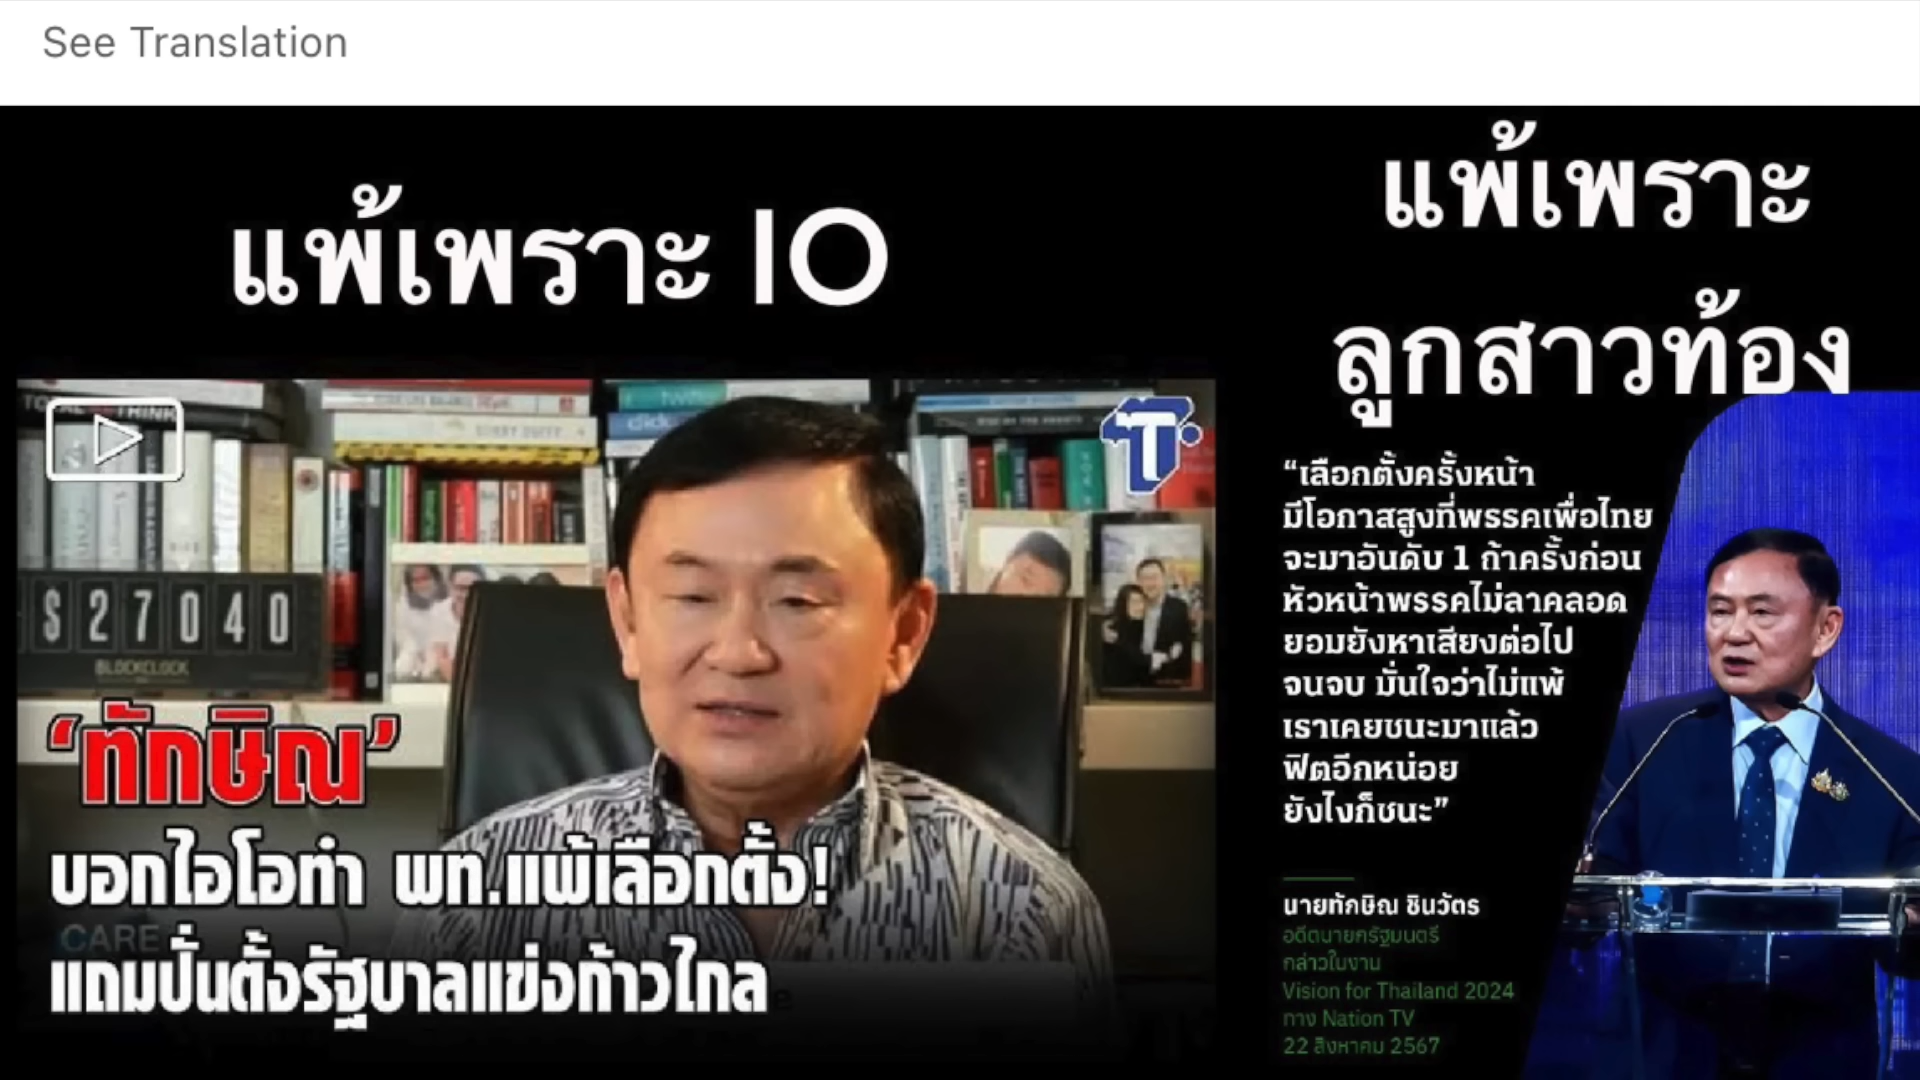 See Translation
แพ้เพราะ IO
$ 27040
BLOCKCLOCK
T
'ทักษิณ'
บอกไอโอทำ พท.แพ้เลือกตั้ง!
CARE
แถมปั่นตั้งรัฐบาลแข่งก้าวไกล
แพ้เพราะ
ลูกสาวท้อง
“เลือกตั้งครั้งหน้า
มีโอกาสสูงที่พรรคเพื่อไทย
จะมาอันดับ 1 ถ้าครั้งก่อน
หัวหน้าพรรคไม่ลาคลอด
ยอมยังหาเสียงต่อไป
จนจบ มั่นใจว่าไม่แพ้
เราเคยชนะมาแล้ว
ฟิตอีกหน่อย
ยังไงก็ชนะ”
นายทักษิณ ชินวัตร
อดีตนายกรัฐมนตรี
กล่าวในงาน
Vision for Thailand 2024
ทาง Nation TV
22 สิงหาคม 2567